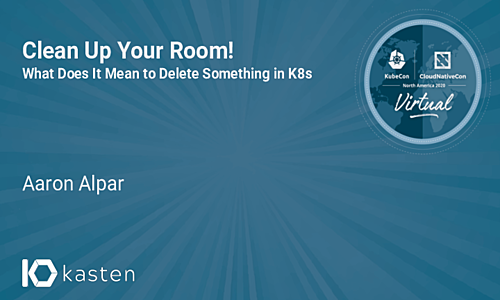 Clean Up Your Room!
What Does It Mean to Delete Something in K8s
KubeCon
CloudNativeCon
North America 2020
Virtual
Aaron Alpar
kasten